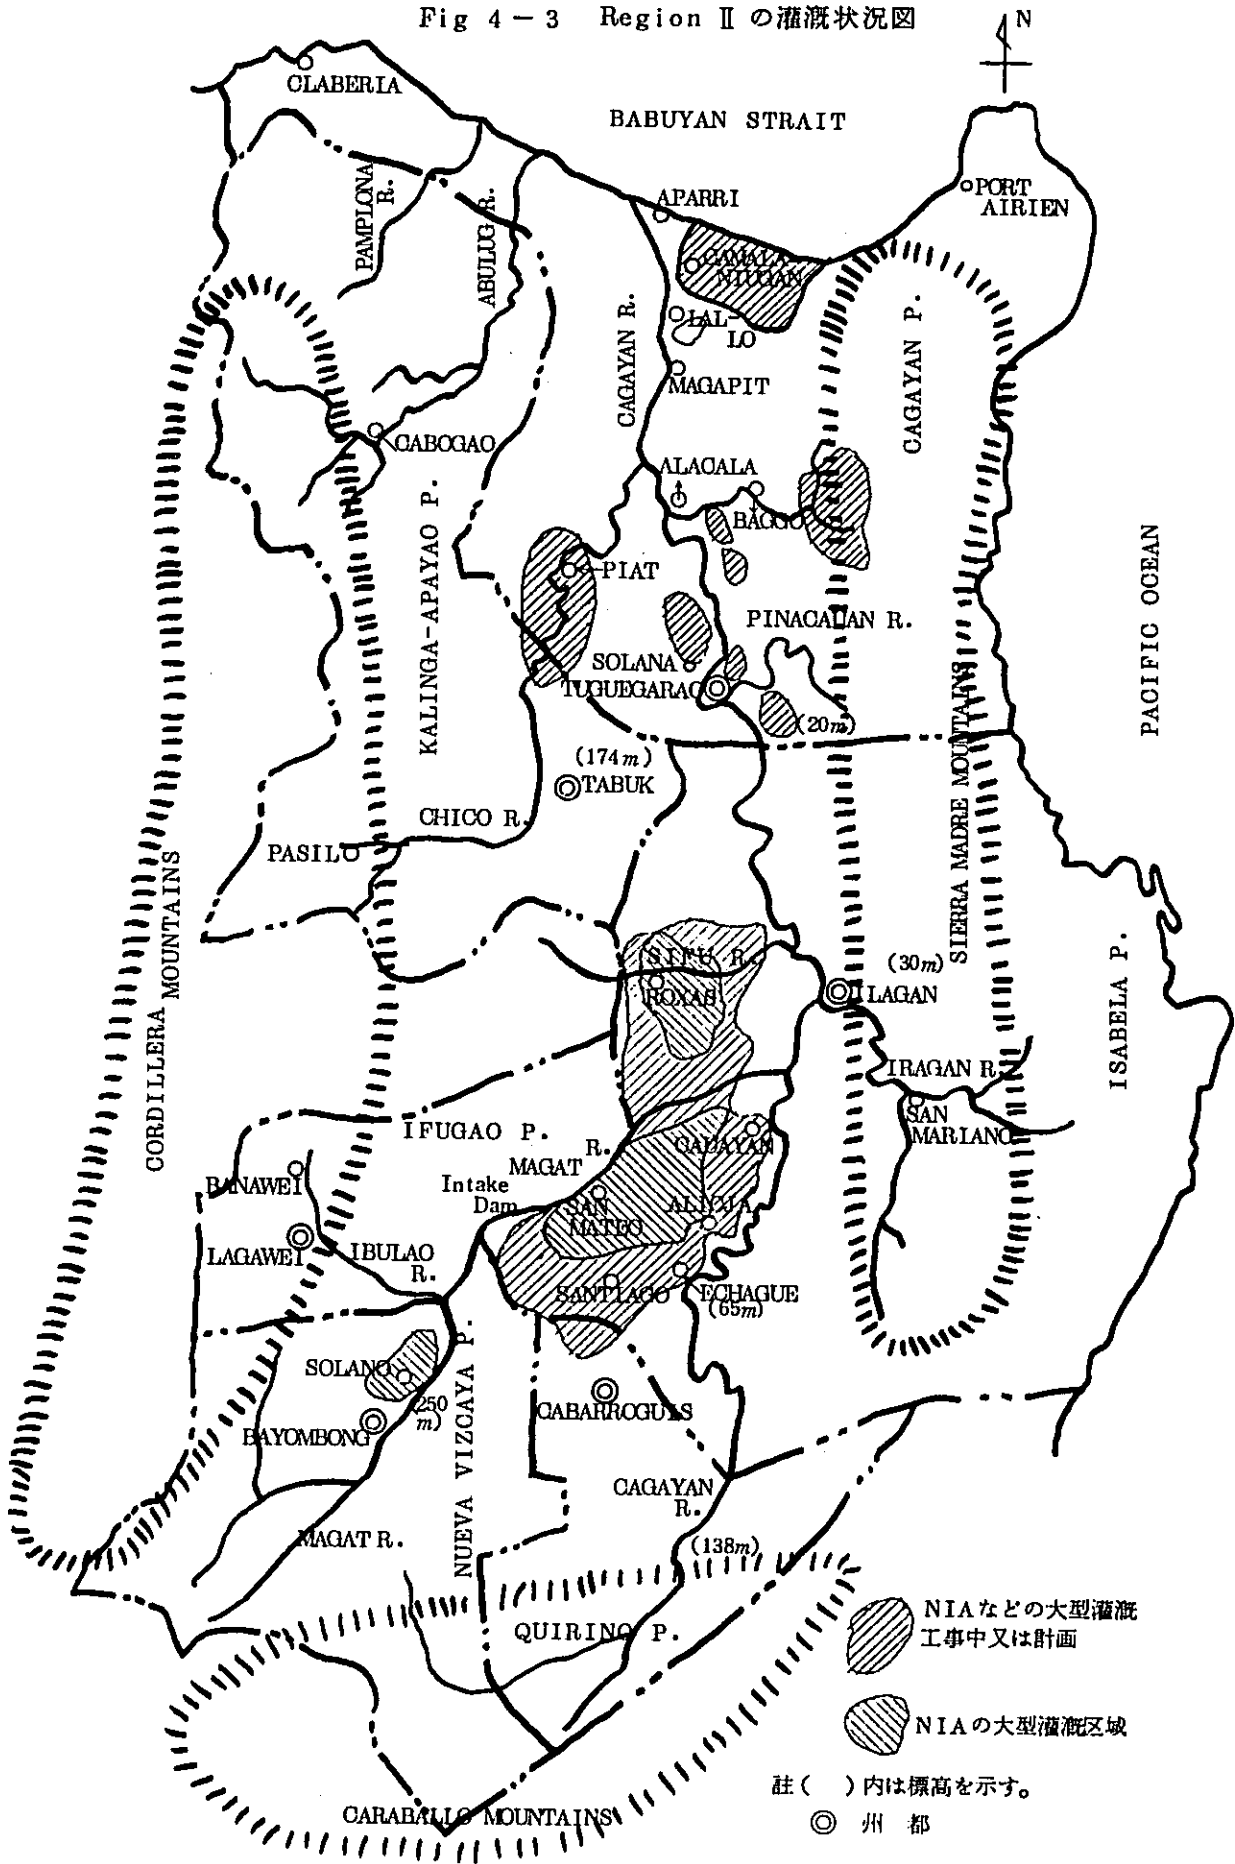 Fig 4-3 Region Ⅱ の灌漑状況図
N
CLABERIA
BABUYAN STRAIT
PORT
AIRIEN
PAMPLONA
R.
ABULUG R.
APARRI
CAMALA-
NIUGAN
CAGAYAN R.
LAL-
LO
CAGAYAN P.
MAGAPIT
CABOGAO
ALACALA
BAGGO
KALINGA-APAYAO P.
PIAT
PINACALAN R.
PACIFIC OCEAN
SOLANA
TUGUEGARAO
(20m)
(174m)
TABUK
SIERRA MADRE MOUNTAINS
CHICO R.
PASILO
CORDILLERA MOUNTAINS
SIFU R.
ROXAS
(30m)
ILAGAN
ISABELA P.
IRAGAN R.
SAN
MARIANO
IFUGAO P.
MAGAT
R.
CAUAYAN
BANAWEI
Intake
Dam
SAN
MATEO
ALICIA
LAGAWEI
IBULAO
R.
SANTIAGO
ECHAGUE
(65m)
SOLANO
(250
m)
BAYOMBONG
NUEVA VIZCAYA P.
CABARROGUIS
CAGAYAN
R.
MAGAT R.
(138m)
QUIRINO P.
NIAなどの大型灌漑
工事中又は計画
NIAの大型灌漑区域
註( )内は標高を示す。
◎ 州都
CARABALLO MOUNTAINS